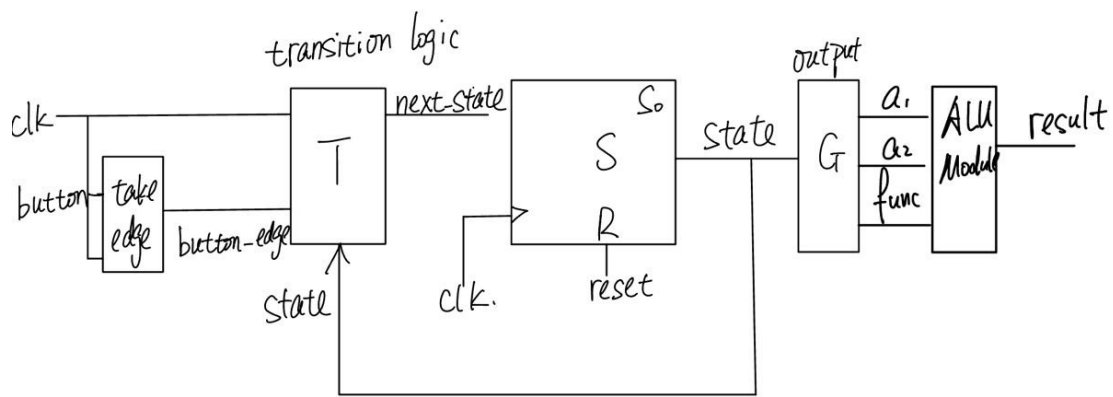 transition logic
clk
next-state
T
button
take
edge
button-edge
state
S₀
S
R
clk.
reset
state
output
G
a₁
a₂
func
ALU
Module
result